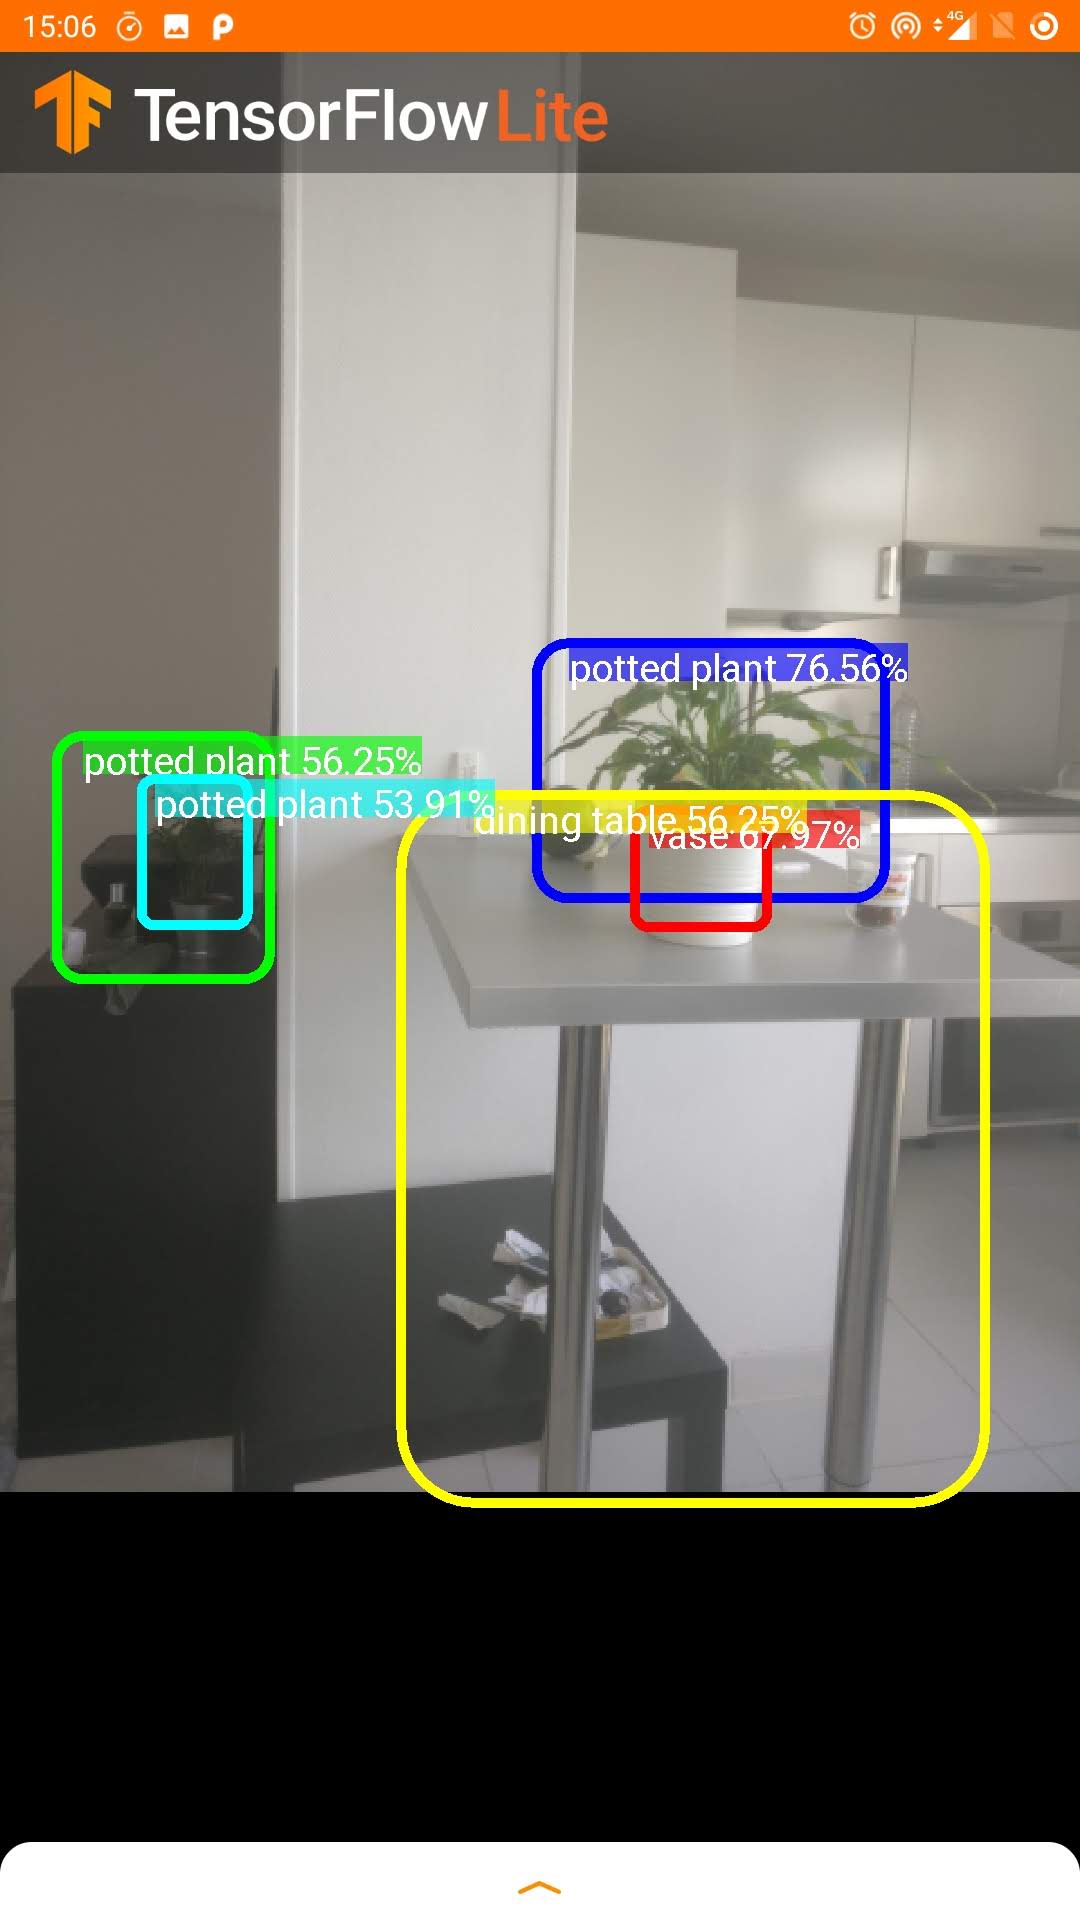 15:06
4G
TensorFlow Lite
potted plant 76.56%
potted plant 56.25%
potted plant 53.91%
dining table 56.25%
vase 67.97%